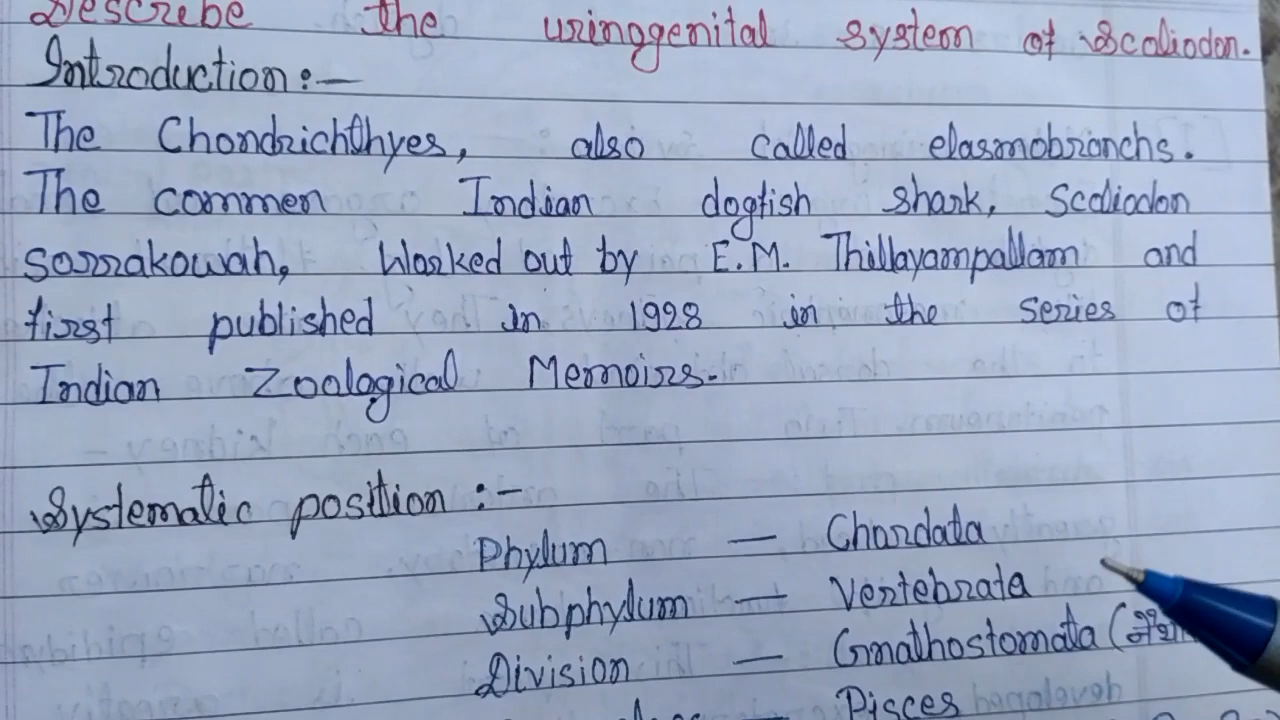 Describe the uringgenital system of Scoliodon.
Introduction :—
The Chondrichthyes, also called elasmobranchs.
The commen Indian dogfish shark, Scoliodon
sorrakowah, Worked out by E.M. Thillayampallam and
first published in 1928 in the series of
Indian Zoological Memoirs.
Systematic position :-
Phylum — Chordata
Subphylum — Vertebrata
Division — Gnathostomata (
Pisces